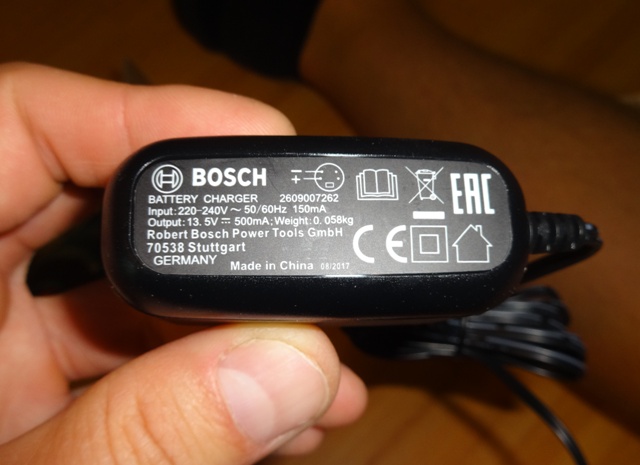 BOSCH
BATTERY CHARGER 2609007262
Input: 220-240V ~ 50/60Hz 150mA
Output: 13.5V ⎓ 500mA; Weight: 0.058kg
Robert Bosch Power Tools GmbH
70538 Stuttgart
GERMANY
Made in China 08/2017
EAC
CE